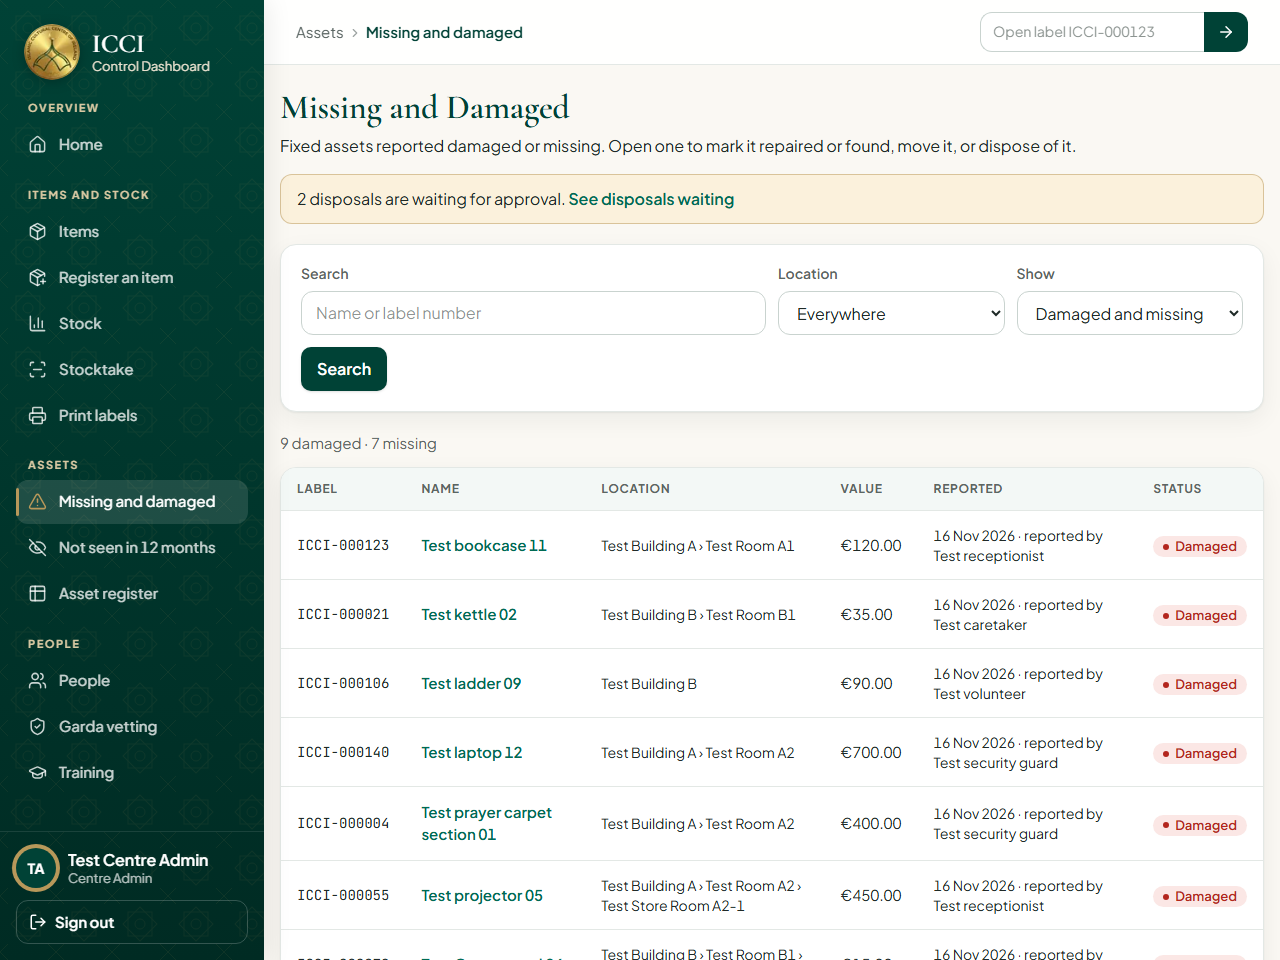 ICCI
Control Dashboard
OVERVIEW
Home
ITEMS AND STOCK
Items
Register an item
Stock
Stocktake
Print labels
ASSETS
Missing and damaged
Not seen in 12 months
Asset register
PEOPLE
People
Garda vetting
Training
TA
Test Centre Admin
Centre Admin
Sign out
Assets › Missing and damaged
Open label ICCI-000123
Missing and Damaged
Fixed assets reported damaged or missing. Open one to mark it repaired or found, move it, or dispose of it.
2 disposals are waiting for approval. See disposals waiting
Search
Name or label number
Location
Everywhere
Show
Damaged and missing
Search
9 damaged · 7 missing
LABEL NAME LOCATION VALUE REPORTED STATUS
ICCI-000123 Test bookcase 11 Test Building A › Test Room A1 €120.00 16 Nov 2026 · reported by Test receptionist Damaged
ICCI-000021 Test kettle 02 Test Building B › Test Room B1 €35.00 16 Nov 2026 · reported by Test caretaker Damaged
ICCI-000106 Test ladder 09 Test Building B €90.00 16 Nov 2026 · reported by Test volunteer Damaged
ICCI-000140 Test laptop 12 Test Building A › Test Room A2 €700.00 16 Nov 2026 · reported by Test security guard Damaged
ICCI-000004 Test prayer carpet section 01 Test Building A › Test Room A2 €400.00 16 Nov 2026 · reported by Test security guard Damaged
ICCI-000055 Test projector 05 Test Building A › Test Room A2 › Test Store Room A2-1 €450.00 16 Nov 2026 · reported by Test receptionist Damaged
Test Building B › Test Room B1 › 16 Nov 2026 · reported by